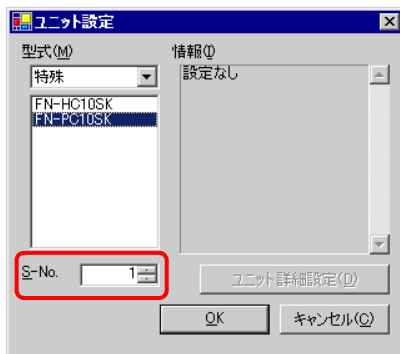 ユニット設定
型式(M)
情報(I)
特殊
設定なし
FN-HC10SK
FN-PC10SK
S-No.
1
ユニット詳細設定(D)
OK
キャンセル(C)